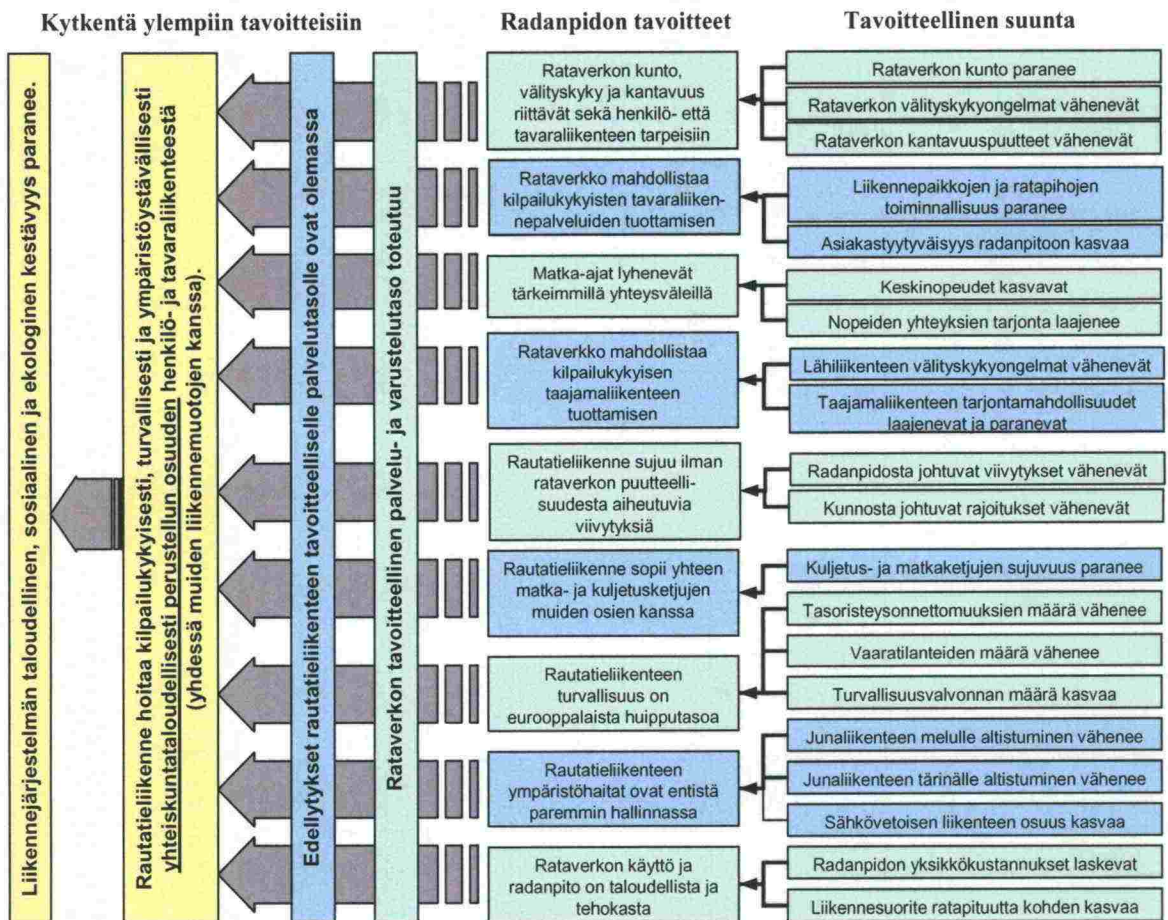 Kytkentä ylempiin tavoitteisiin
Radanpidon tavoitteet
Tavoitteellinen suunta
Liikennejärjestelmän taloudellinen, sosiaalinen ja ekologinen kestävyys paranee.
Rautatieliikenne hoitaa kilpailukykyisesti, turvallisesti ja ympäristöystävällisesti
yhteiskuntataloudellisesti perustellun osuuden henkilö- ja tavaraliikenteestä
(yhdessä muiden liikennemuotojen kanssa).
Edellytykset rautatieliikenteen tavoitteelliselle palvelutasolle ovat olemassa
Rataverkon tavoitteellinen palvelu- ja varustelutaso toteutuu
Rataverkon kunto,
välityskyky ja kantavuus
riittävät sekä henkilö- että
tavaraliikenteen tarpeisiin
Rataverkon kunto paranee
Rataverkon välityskykyongelmat vähenevät
Rataverkon kantavuuspuutteet vähenevät
Rataverkko mahdollistaa
kilpailukykyisten tavaraliiken-
nepalveluiden tuottamisen
Liikennepaikkojen ja ratapihojen
toiminnallisuus paranee
Asiakastyytyväisyys radanpitoon kasvaa
Matka-ajat lyhenevät
tärkeimmillä yhteysväleillä
Keskinopeudet kasvavat
Nopeiden yhteyksien tarjonta laajenee
Rataverkko mahdollistaa
kilpailukykyisen
taajamaliikenteen
tuottamisen
Lähiliikenteen välityskykyongelmat vähenevät
Taajamaliikenteen tarjontamahdollisuudet
laajenevat ja paranevat
Rautatieliikenne sujuu ilman
rataverkon puutteelli-
suudesta aiheutuvia
viivytyksiä
Radanpidosta johtuvat viivytykset vähenevät
Kunnosta johtuvat rajoitukset vähenevät
Rautatieliikenne sopii yhteen
matka- ja kuljetusketjujen
muiden osien kanssa
Kuljetus- ja matkaketjujen sujuvuus paranee
Rautatieliikenteen
turvallisuus on
eurooppalaista huipputasoa
Tasoristeysonnettomuuksien määrä vähenee
Vaaratilanteiden määrä vähenee
Turvallisuusvalvonnan määrä kasvaa
Rautatieliikenteen
ympäristöhaitat ovat entistä
paremmin hallinnassa
Junaliikenteen melulle altistuminen vähenee
Junaliikenteen tärinälle altistuminen vähenee
Sähkövetoisen liikenteen osuus kasvaa
Rataverkon käyttö ja
radanpito on taloudellista ja
tehokasta
Radanpidon yksikkökustannukset laskevat
Liikennesuorite ratapituutta kohden kasvaa